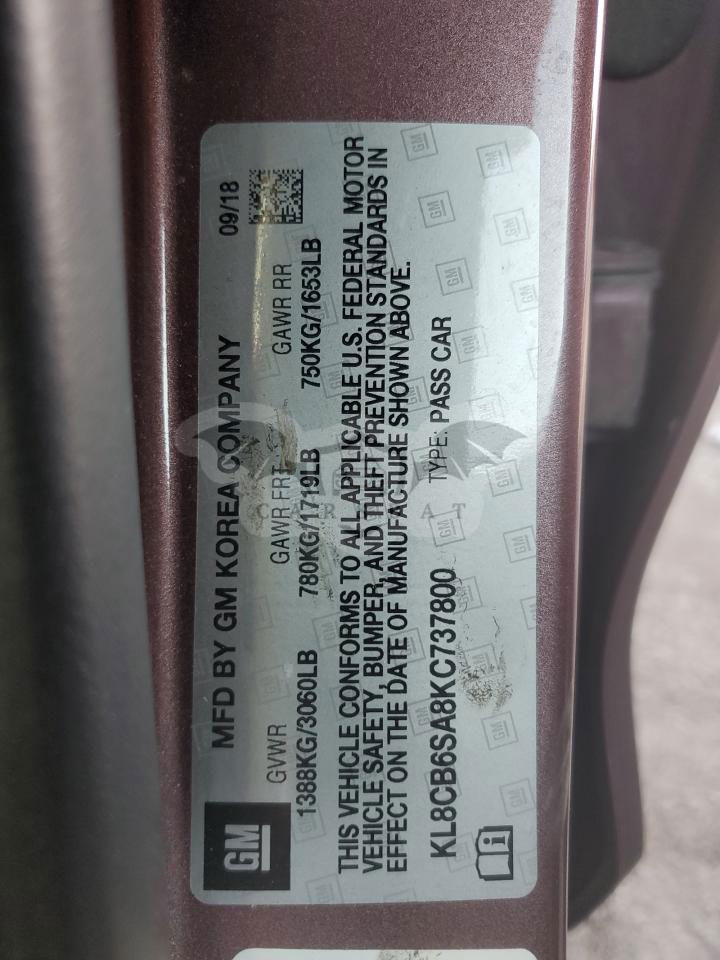 GM
MFD BY GM KOREA COMPANY 09/18
GVWR GAWR FRT GAWR RR
1388KG/3060LB 780KG/1719LB 750KG/1653LB
THIS VEHICLE CONFORMS TO ALL APPLICABLE U.S. FEDERAL MOTOR
VEHICLE SAFETY, BUMPER, AND THEFT PREVENTION STANDARDS IN
EFFECT ON THE DATE OF MANUFACTURE SHOWN ABOVE.
KL8CB6SA8KC737800 TYPE: PASS CAR